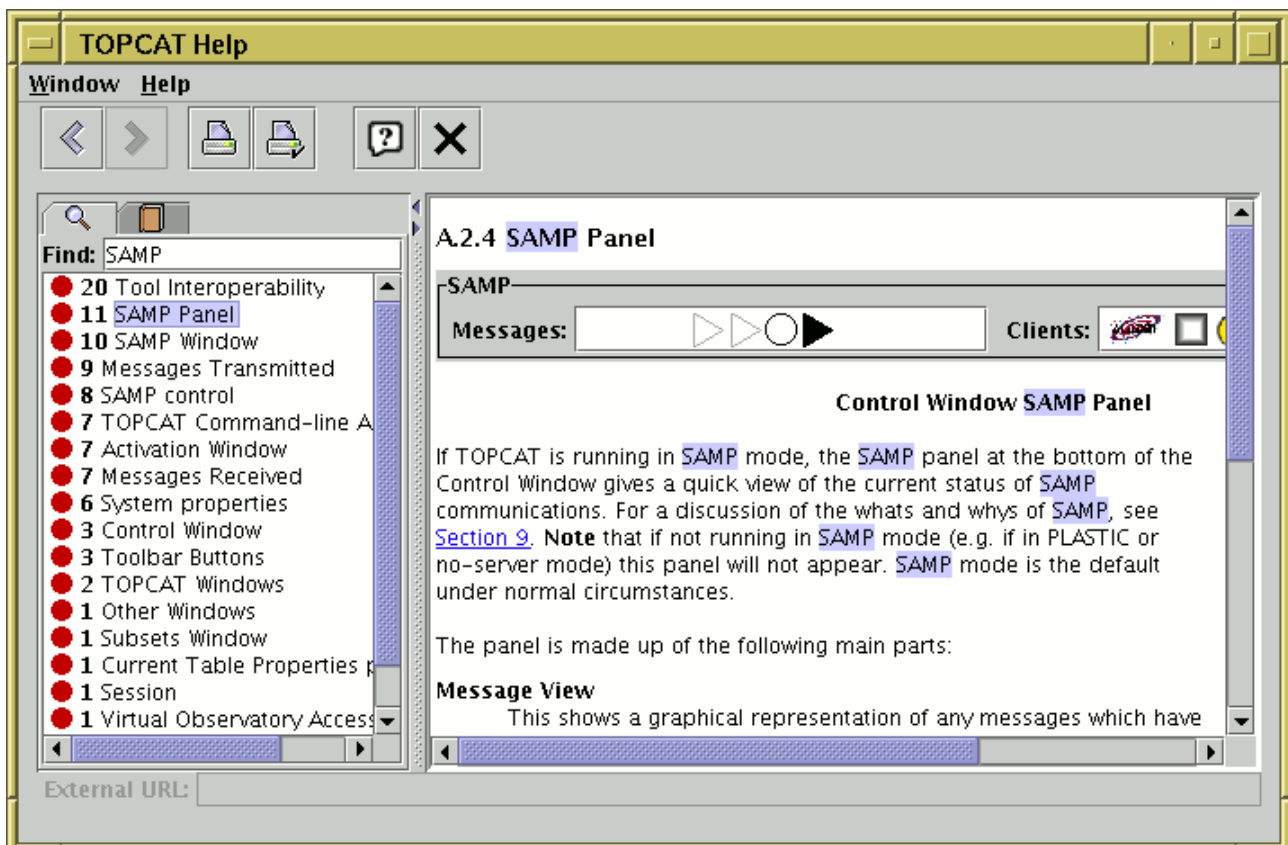 TOPCAT Help
Window Help
Find: SAMP
20 Tool Interoperability
11 SAMP Panel
10 SAMP Window
9 Messages Transmitted
8 SAMP control
7 TOPCAT Command-line A
7 Activation Window
7 Messages Received
6 System properties
3 Control Window
3 Toolbar Buttons
2 TOPCAT Windows
1 Other Windows
1 Subsets Window
1 Current Table Properties p
1 Session
1 Virtual Observatory Access
A.2.4 SAMP Panel
SAMP
Messages: Clients:
Control Window SAMP Panel
If TOPCAT is running in SAMP mode, the SAMP panel at the bottom of the
Control Window gives a quick view of the current status of SAMP
communications. For a discussion of the whats and whys of SAMP, see
Section 9. Note that if not running in SAMP mode (e.g. if in PLASTIC or
no-server mode) this panel will not appear. SAMP mode is the default
under normal circumstances.
The panel is made up of the following main parts:
Message View
This shows a graphical representation of any messages which have
External URL: